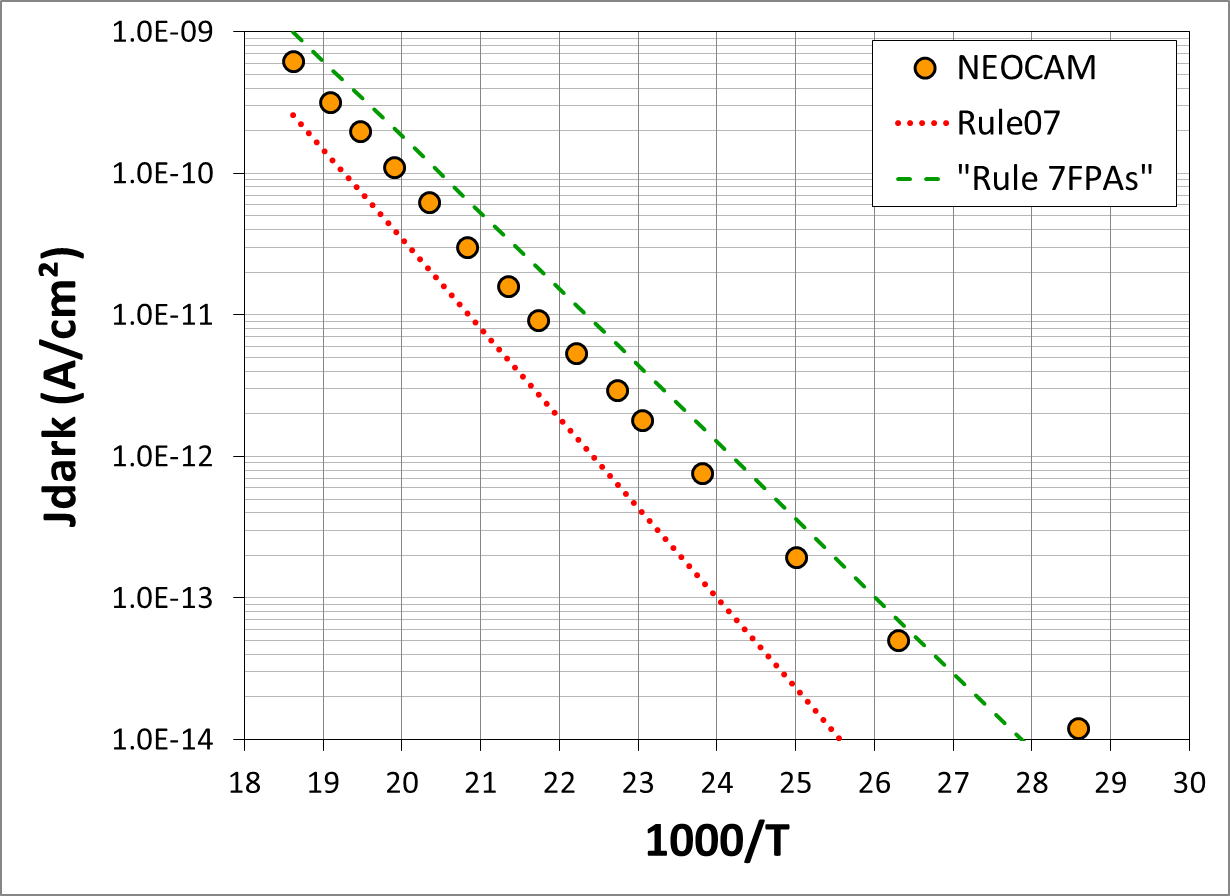 1.0E-09
1.0E-10
1.0E-11
1.0E-12
1.0E-13
1.0E-14
Jdark (A/cm²)
NEOCAM
Rule07
"Rule 7FPAs"
18 19 20 21 22 23 24 25 26 27 28 29 30
1000/T